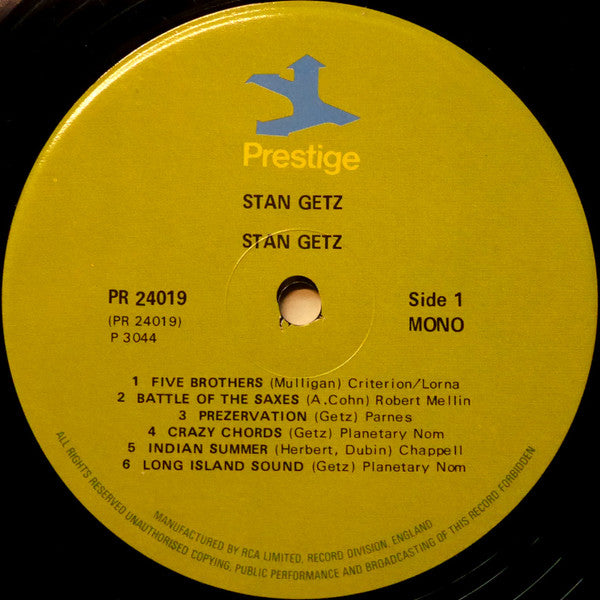 Prestige
STAN GETZ
STAN GETZ
PR 24019
(PR 24019)
P 3044
Side 1
MONO
1 FIVE BROTHERS (Mulligan) Criterion/Lorna
2 BATTLE OF THE SAXES (A.Cohn) Robert Mellin
3 PREZERVATION (Getz) Parnes
4 CRAZY CHORDS (Getz) Planetary Nom
5 INDIAN SUMMER (Herbert, Dubin) Chappell
6 LONG ISLAND SOUND (Getz) Planetary Nom
MANUFACTURED BY RCA LIMITED, RECORD DIVISION, ENGLAND
ALL RIGHTS RESERVED UNAUTHORISED COPYING, PUBLIC PERFORMANCE AND BROADCASTING OF THIS RECORD FORBIDDEN